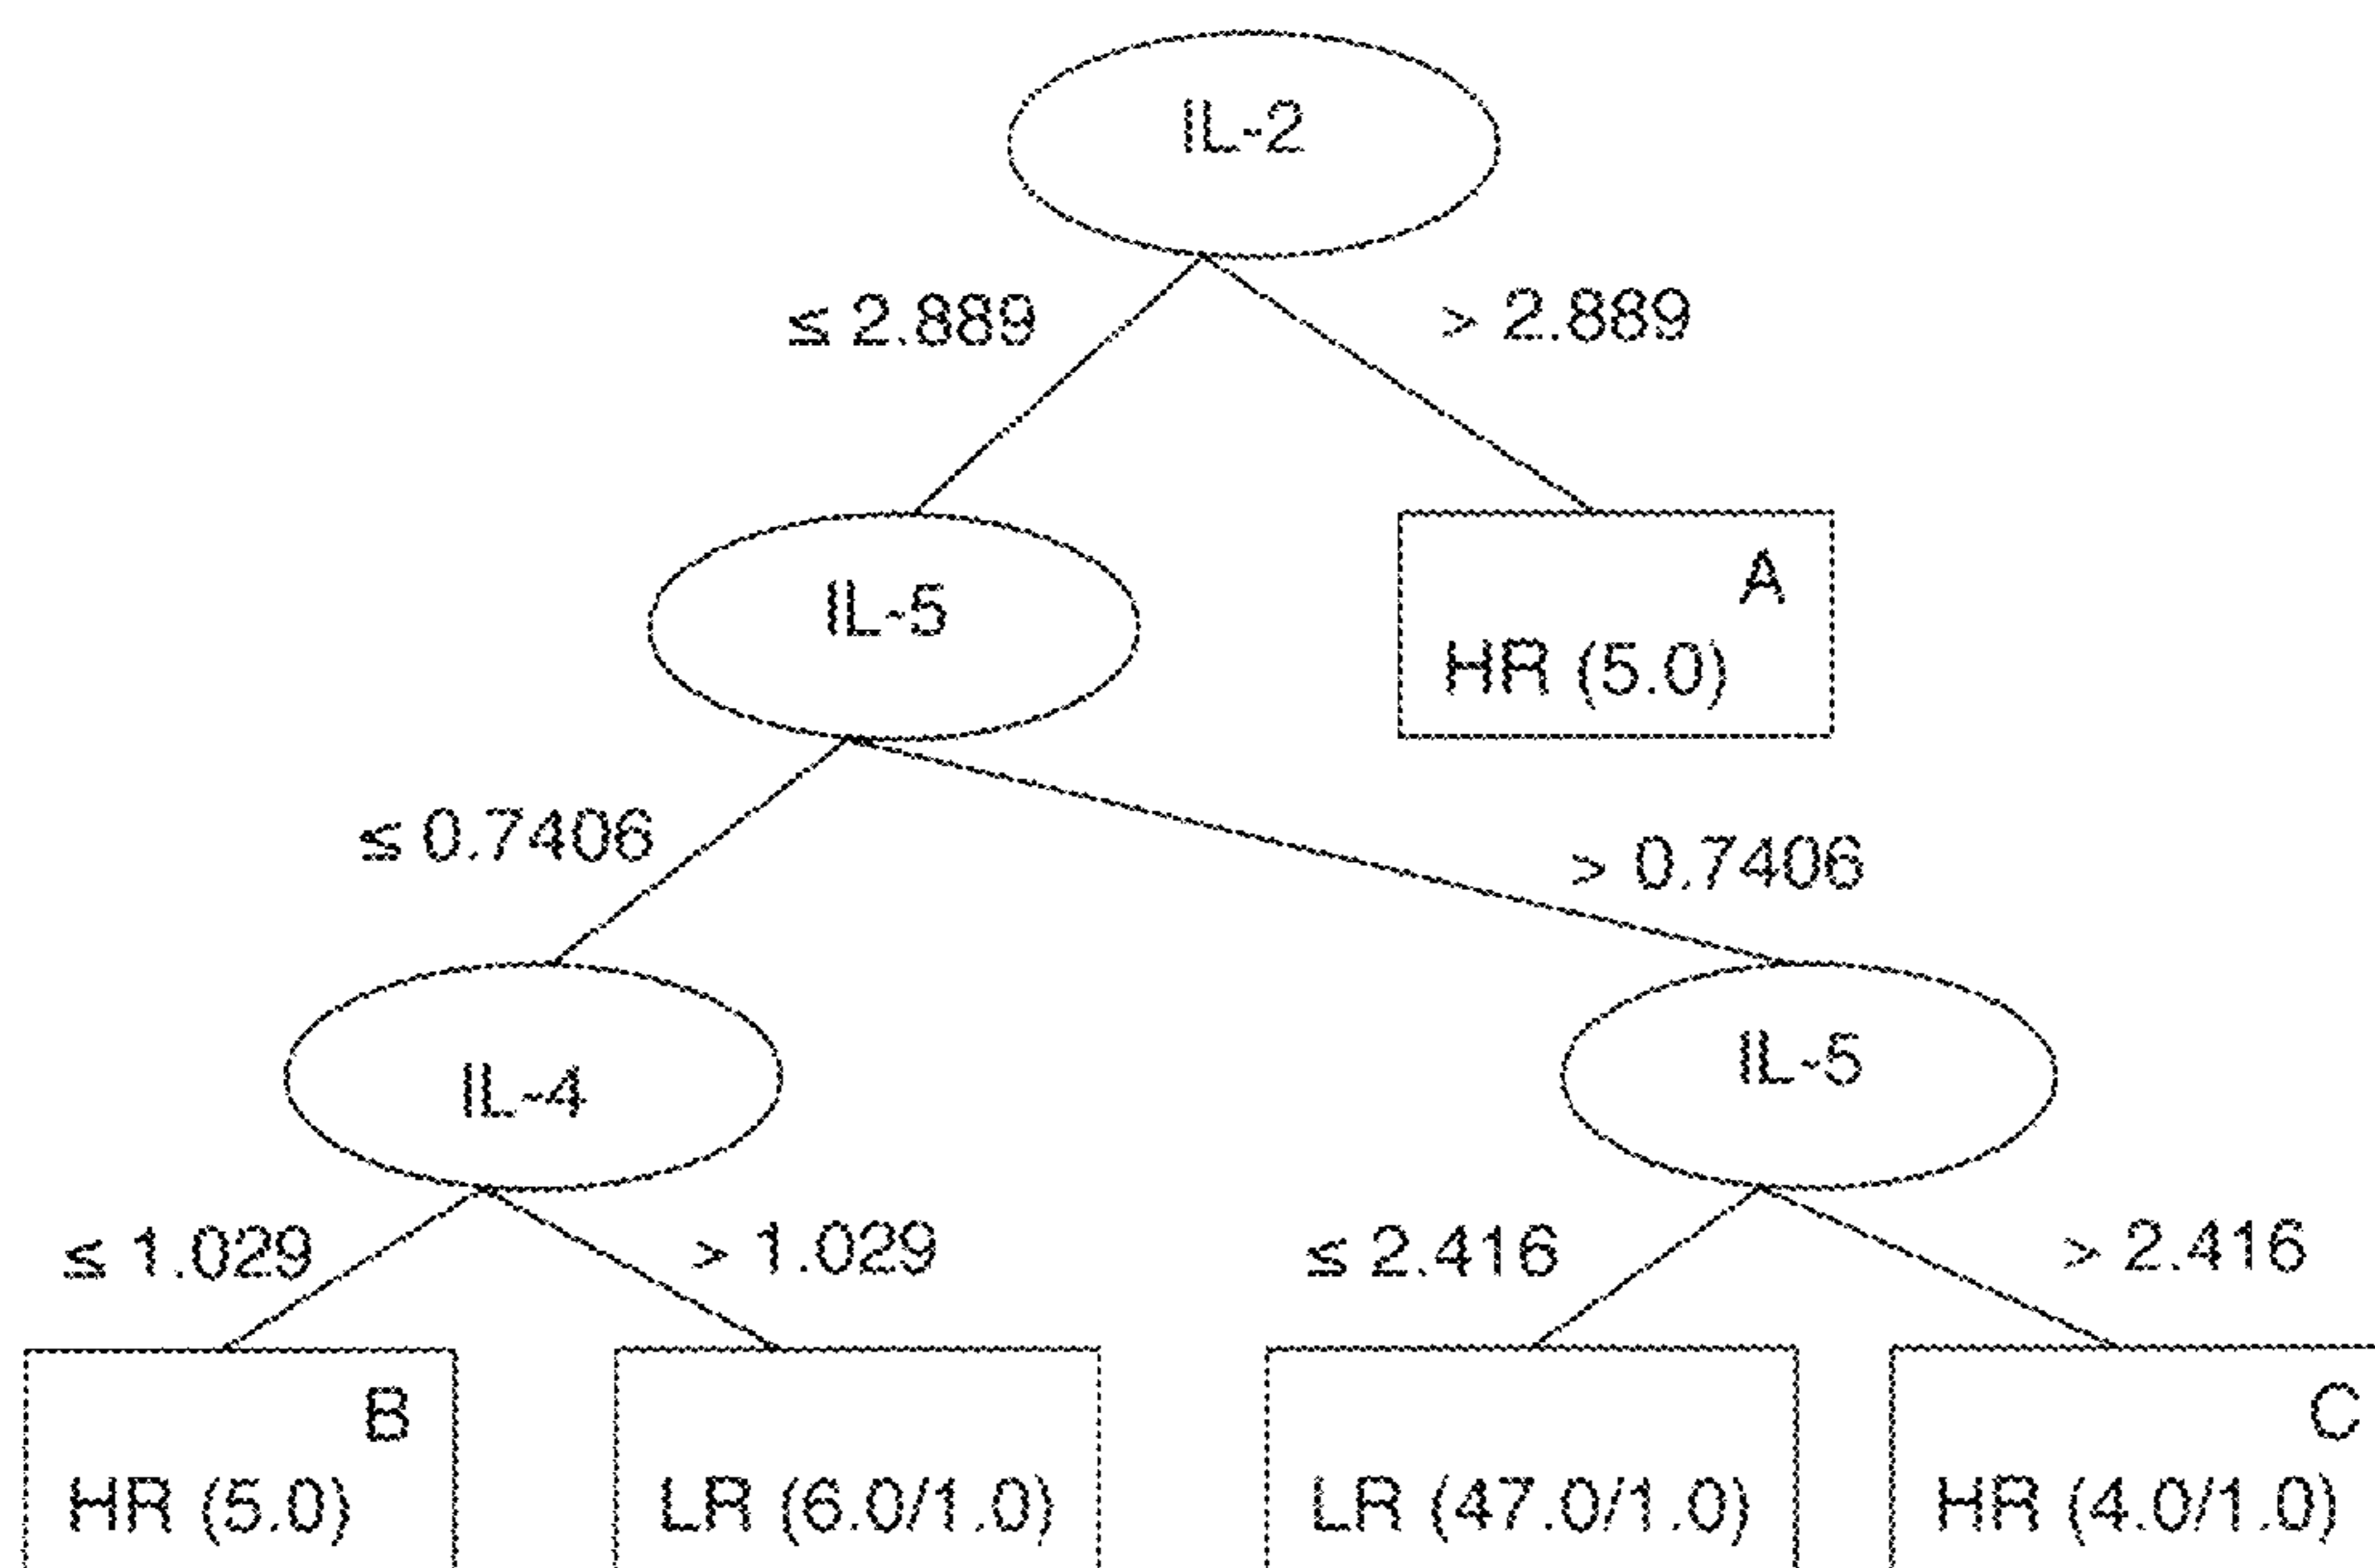 IL-2
≤ 2.889
> 2.889
IL-5
A
HR (5.0)
≤ 0.7406
> 0.7406
IL-4
IL-5
≤ 1.029
> 1.029
≤ 2.416
> 2.416
B
HR (5.0)
LR (6.0/1.0)
LR (47.0/1.0)
C
HR (4.0/1.0)